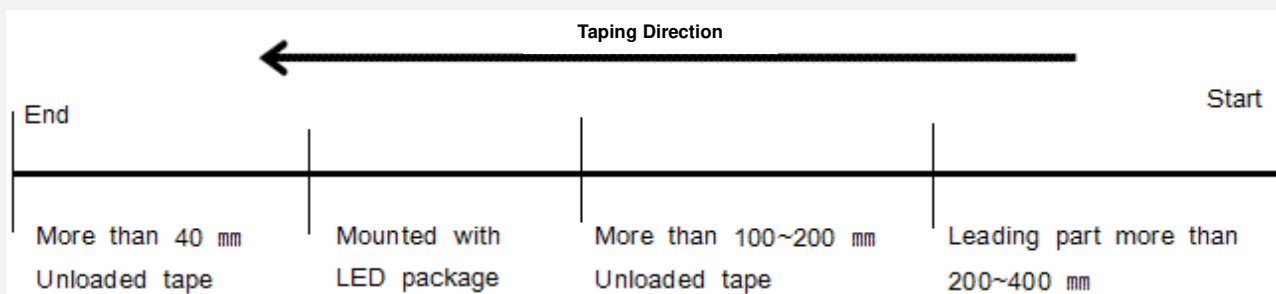 Taping Direction
End
Start
More than 40 ㎜
Unloaded tape
Mounted with
LED package
More than 100~200 ㎜
Unloaded tape
Leading part more than
200~400 ㎜